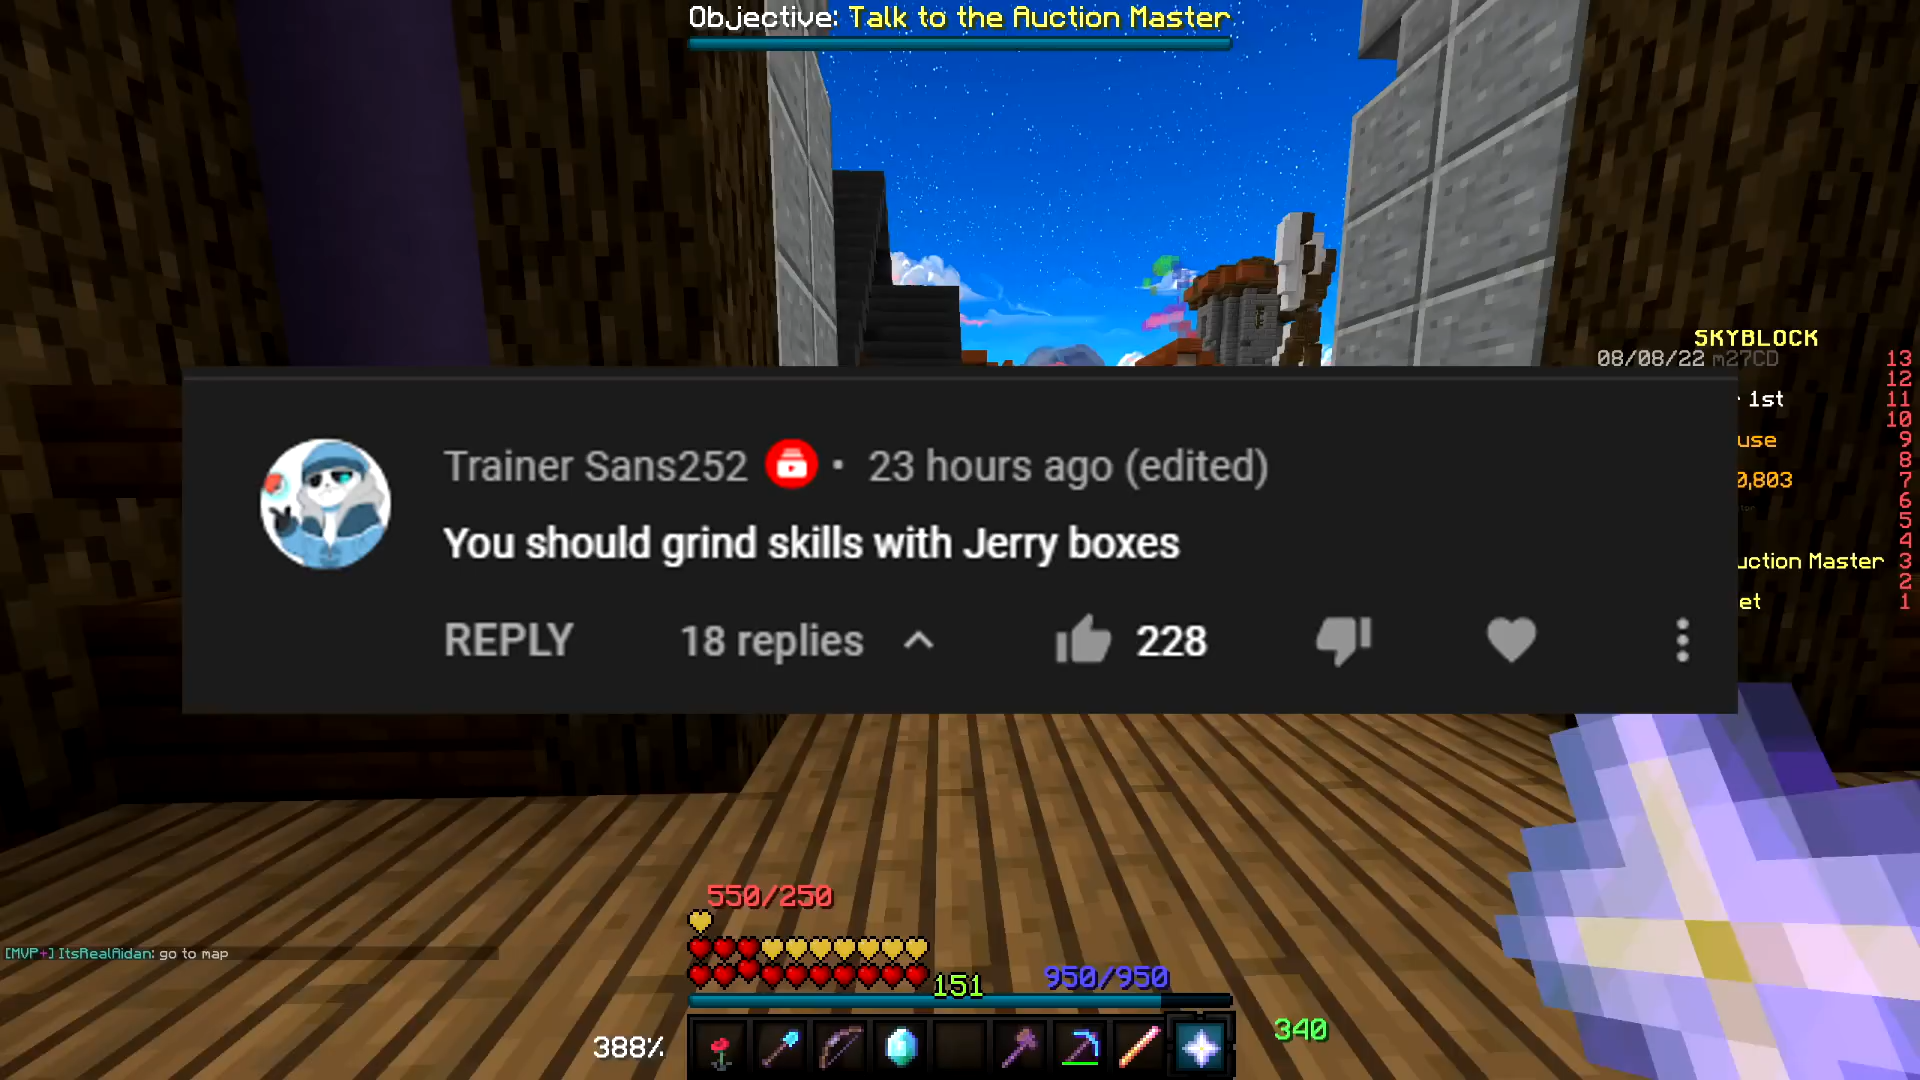 Objective: Talk to the Auction Master
SKYBLOCK
08/08/22 m27CD 13
12
1st 11
10
use 9
8
0,803 7
6
5
4
uction Master 3
2
et 1
Trainer Sans252 • 23 hours ago (edited)
You should grind skills with Jerry boxes
REPLY 18 replies 228
[MVP+] ItsRealAidan: go to map
550/250
151 950/950
388% 340